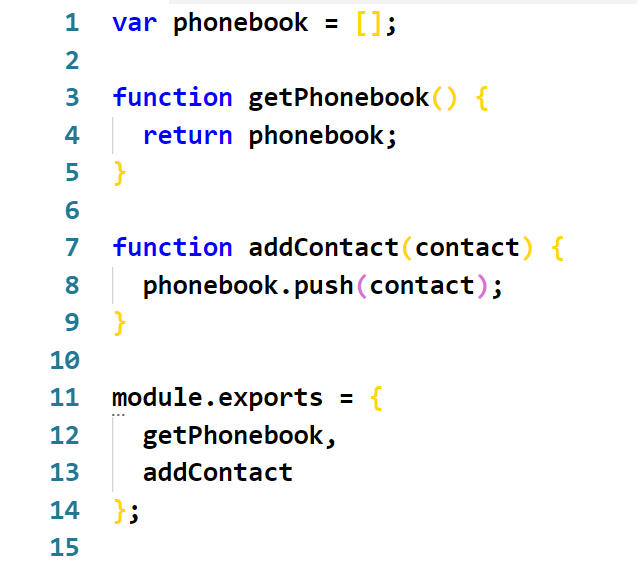 1 var phonebook = [];
2
3 function getPhonebook() {
4   return phonebook;
5 }
6
7 function addContact(contact) {
8   phonebook.push(contact);
9 }
10
11 module.exports = {
12   getPhonebook,
13   addContact
14 };
15